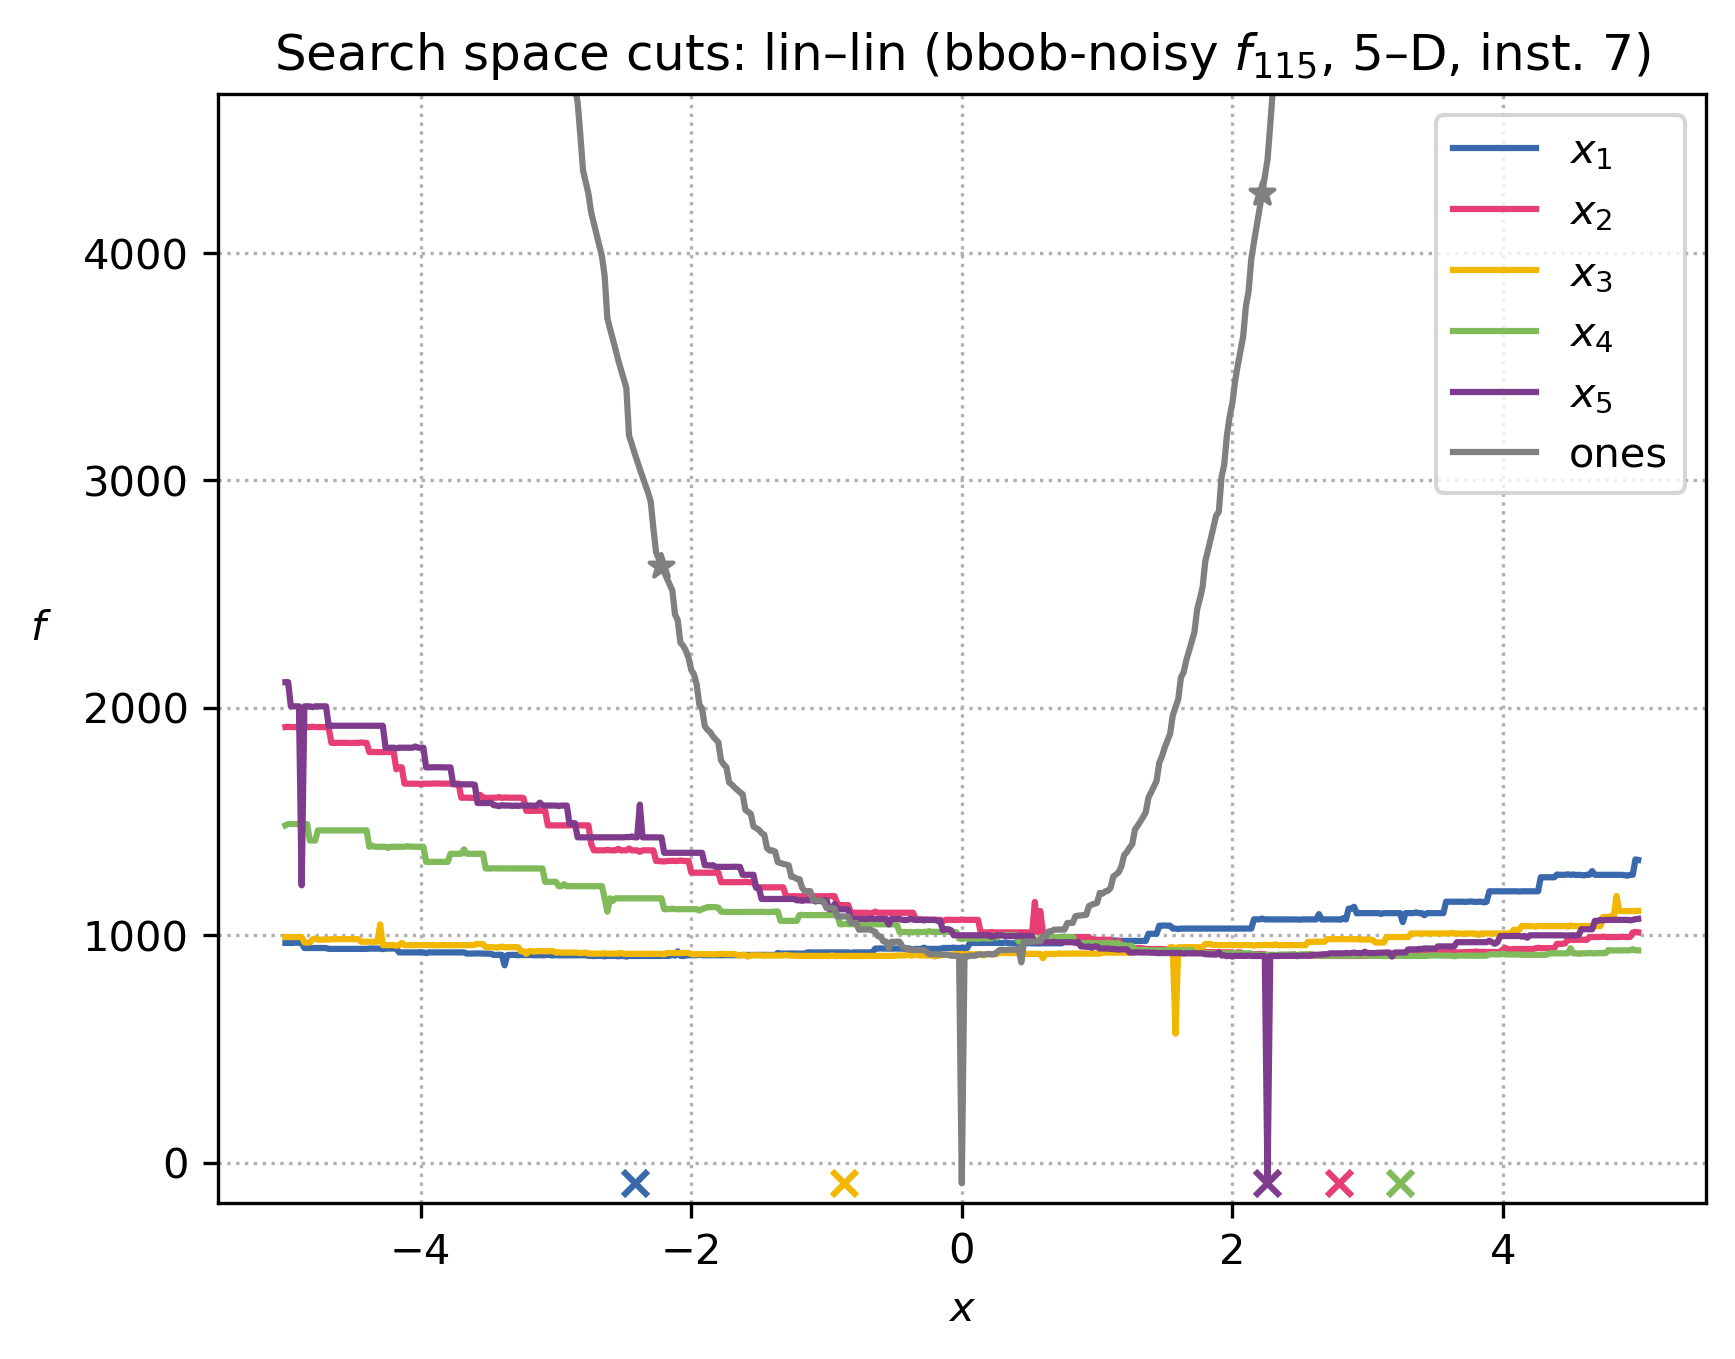 Search space cuts: lin–lin (bbob-noisy f₁₁₅, 5–D, inst. 7)
x₁
x₂
x₃
x₄
x₅
ones
4000
3000
2000
1000
0
f
−4
−2
0
2
4
x